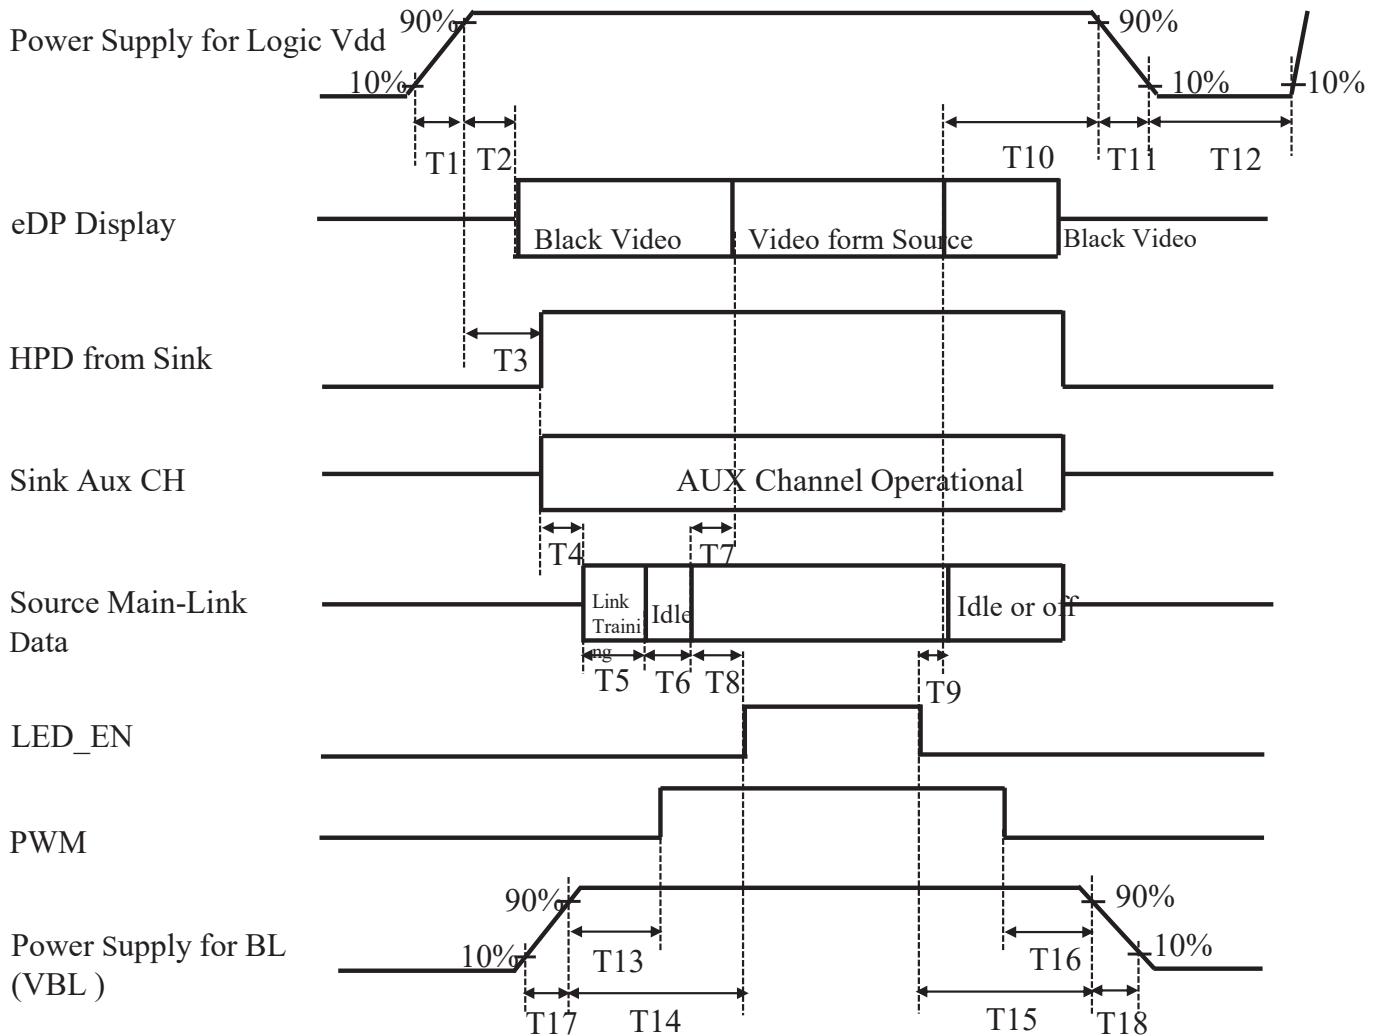 90%
90%
Power Supply for Logic Vdd
10%
10%
10%
T1
T2
T10
T11
T12
eDP Display
Black Video
Video form Source
Black Video
HPD from Sink
T3
Sink Aux CH
AUX Channel Operational
T4
T7
Source Main-Link
Data
Link
Traini
ng
Idle
Idle or off
T5
T6
T8
T9
LED_EN
PWM
90%
90%
Power Supply for BL
(VBL )
10%
10%
T13
T16
T17
T14
T15
T18